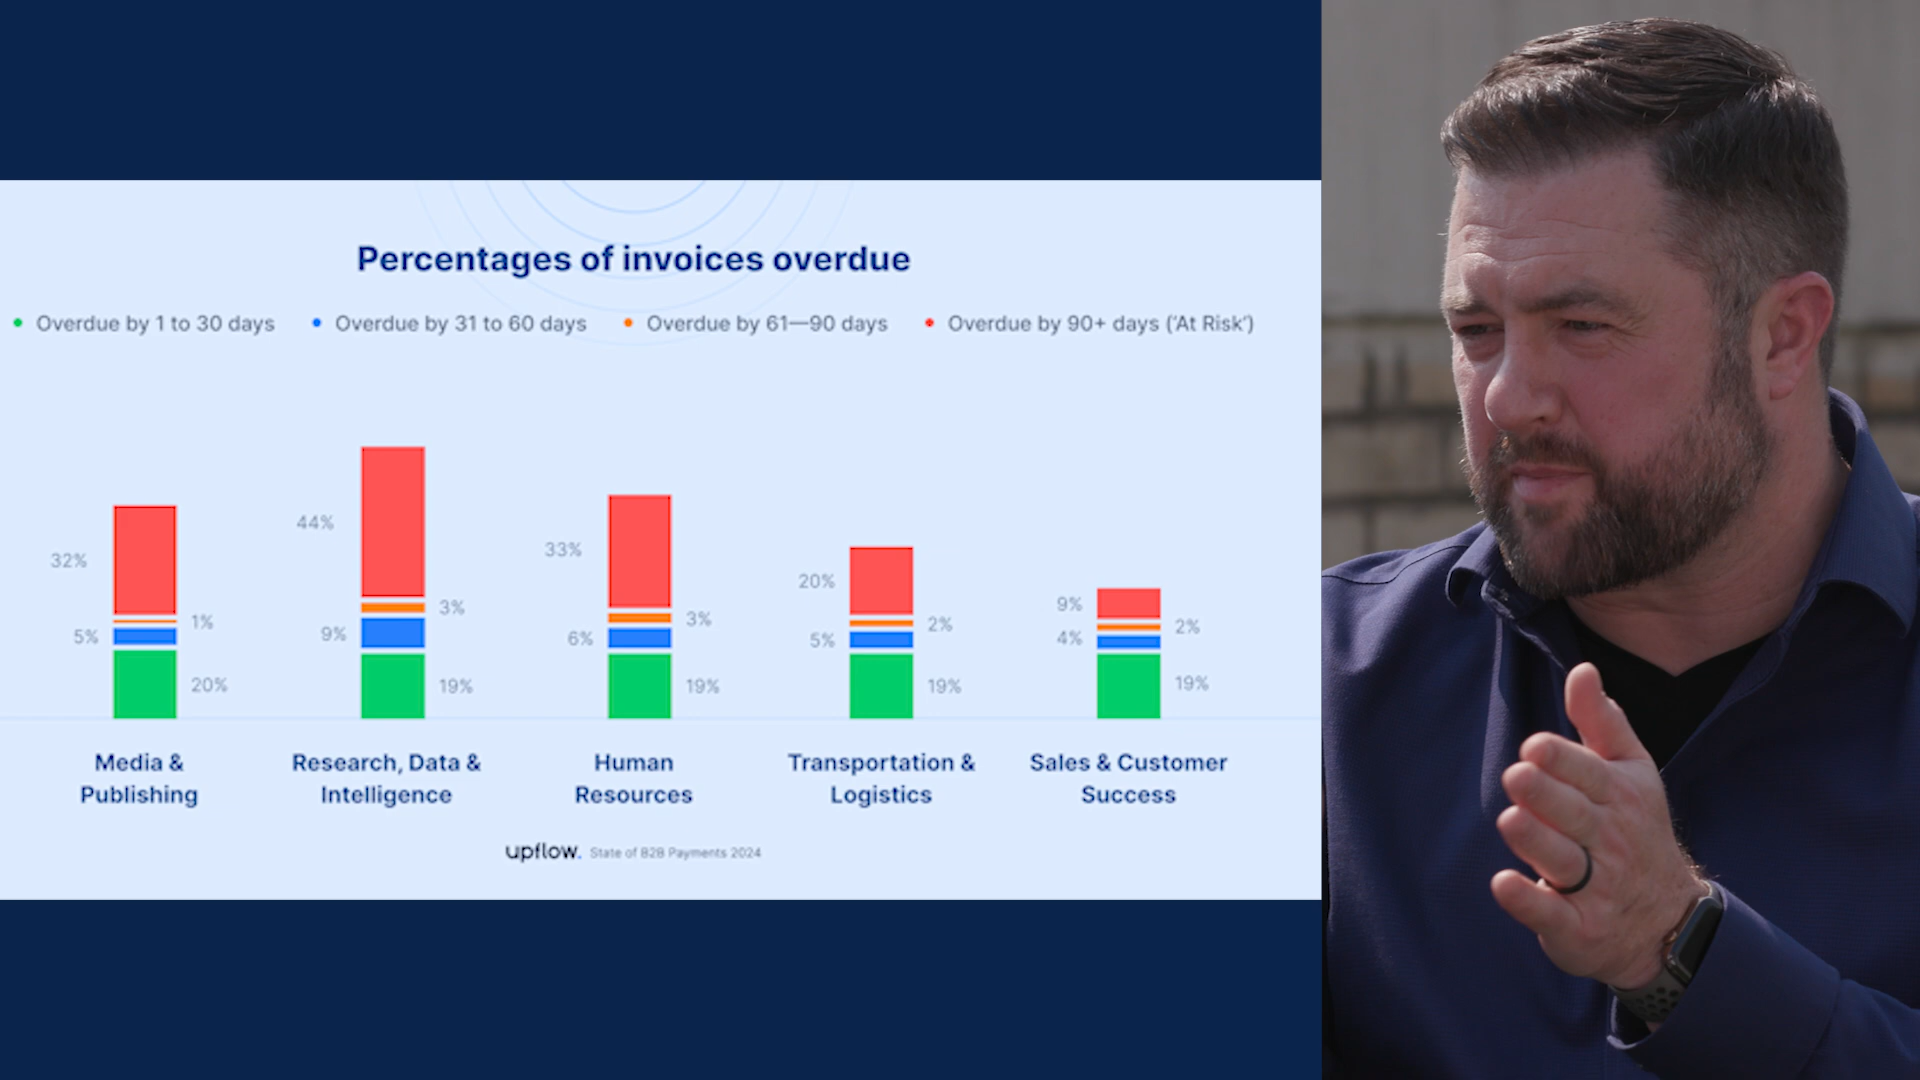 Percentages of invoices overdue
Overdue by 1 to 30 days
Overdue by 31 to 60 days
Overdue by 61—90 days
Overdue by 90+ days (‘At Risk’)
32%
1%
5%
20%
44%
3%
9%
19%
33%
3%
6%
19%
20%
2%
5%
19%
9%
2%
4%
19%
Media &
Publishing
Research, Data &
Intelligence
Human
Resources
Transportation &
Logistics
Sales & Customer
Success
upflow. State of B2B Payments 2024